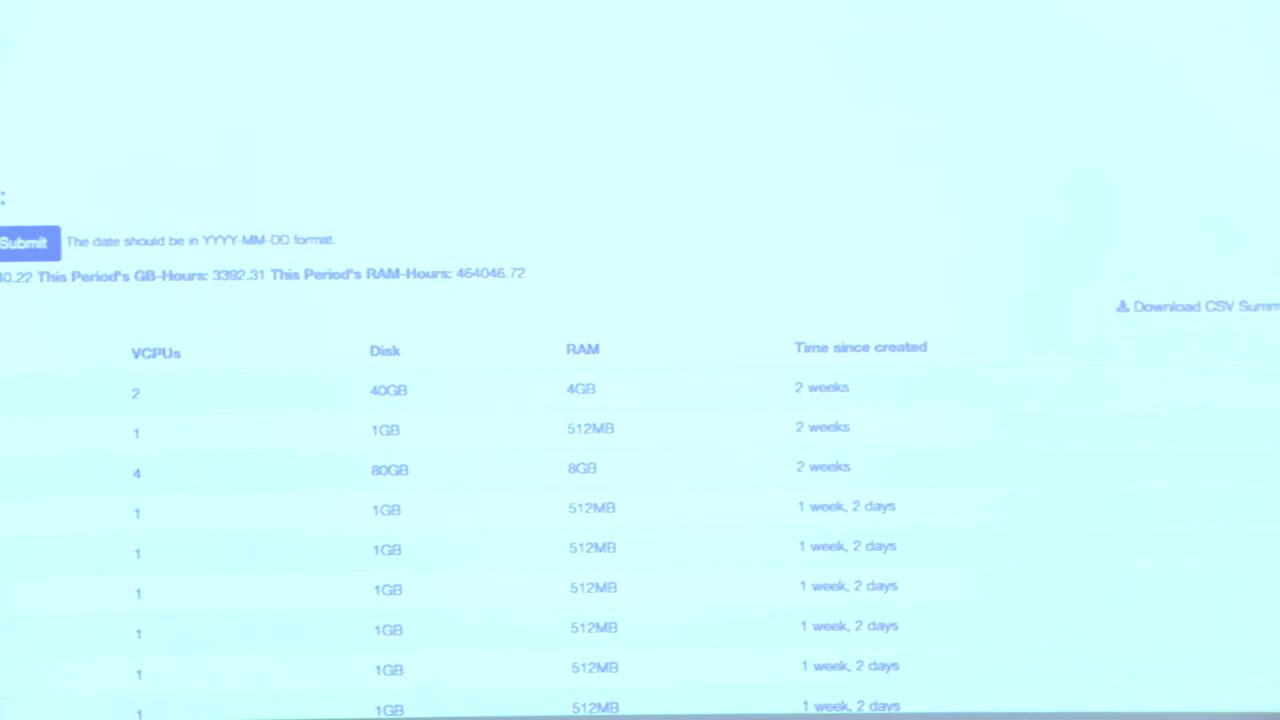 :
Submit The date should be in YYYY-MM-DD format.
40.22 This Period's GB-Hours: 3392.31 This Period's RAM-Hours: 464046.72
Download CSV Summ
VCPUs Disk RAM Time since created
2 40GB 4GB 2 weeks
1 1GB 512MB 2 weeks
4 80GB 8GB 2 weeks
1 1GB 512MB 1 week, 2 days
1 1GB 512MB 1 week, 2 days
1 1GB 512MB 1 week, 2 days
1 1GB 512MB 1 week, 2 days
1 1GB 512MB 1 week, 2 days
1 1GB 512MB 1 week, 2 days